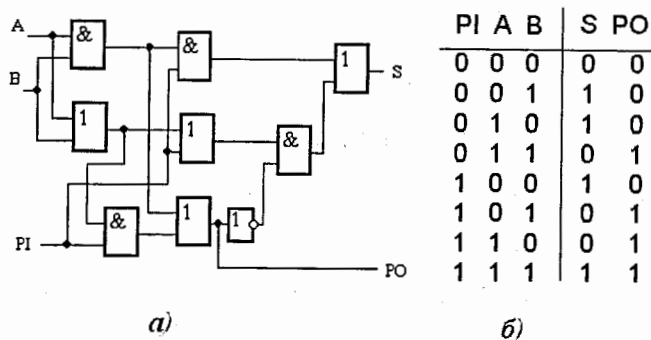 A
B
PI
&
&
1
1
1
&
&
1
1
S
PO
PI A B S PO
0 0 0 0 0
0 0 1 1 0
0 1 0 1 0
0 1 1 0 1
1 0 0 1 0
1 0 1 0 1
1 1 0 0 1
1 1 1 1 1
а)
б)